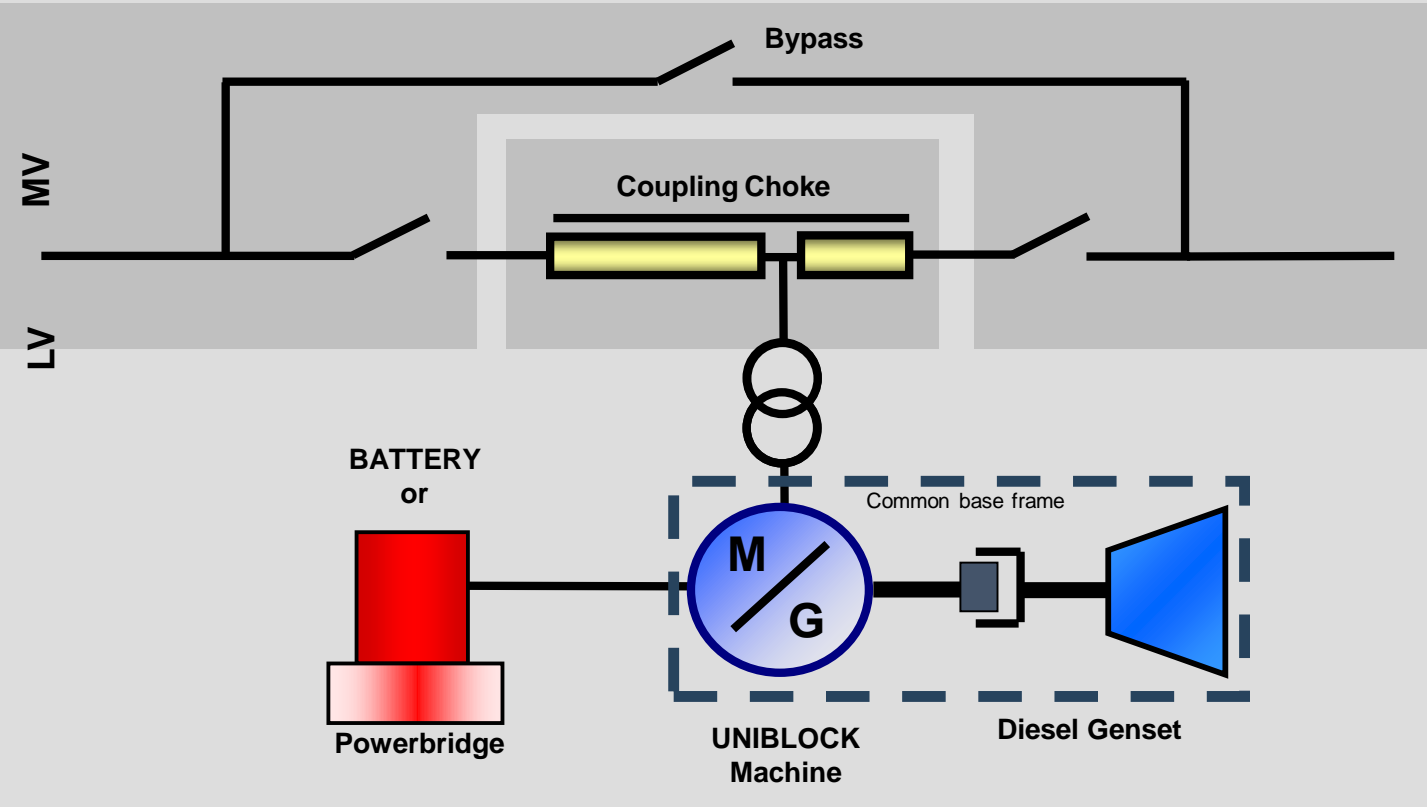 Bypass
MV
Coupling Choke
LV
BATTERY
or
Common base frame
M
G
Powerbridge
UNIBLOCK
Machine
Diesel Genset